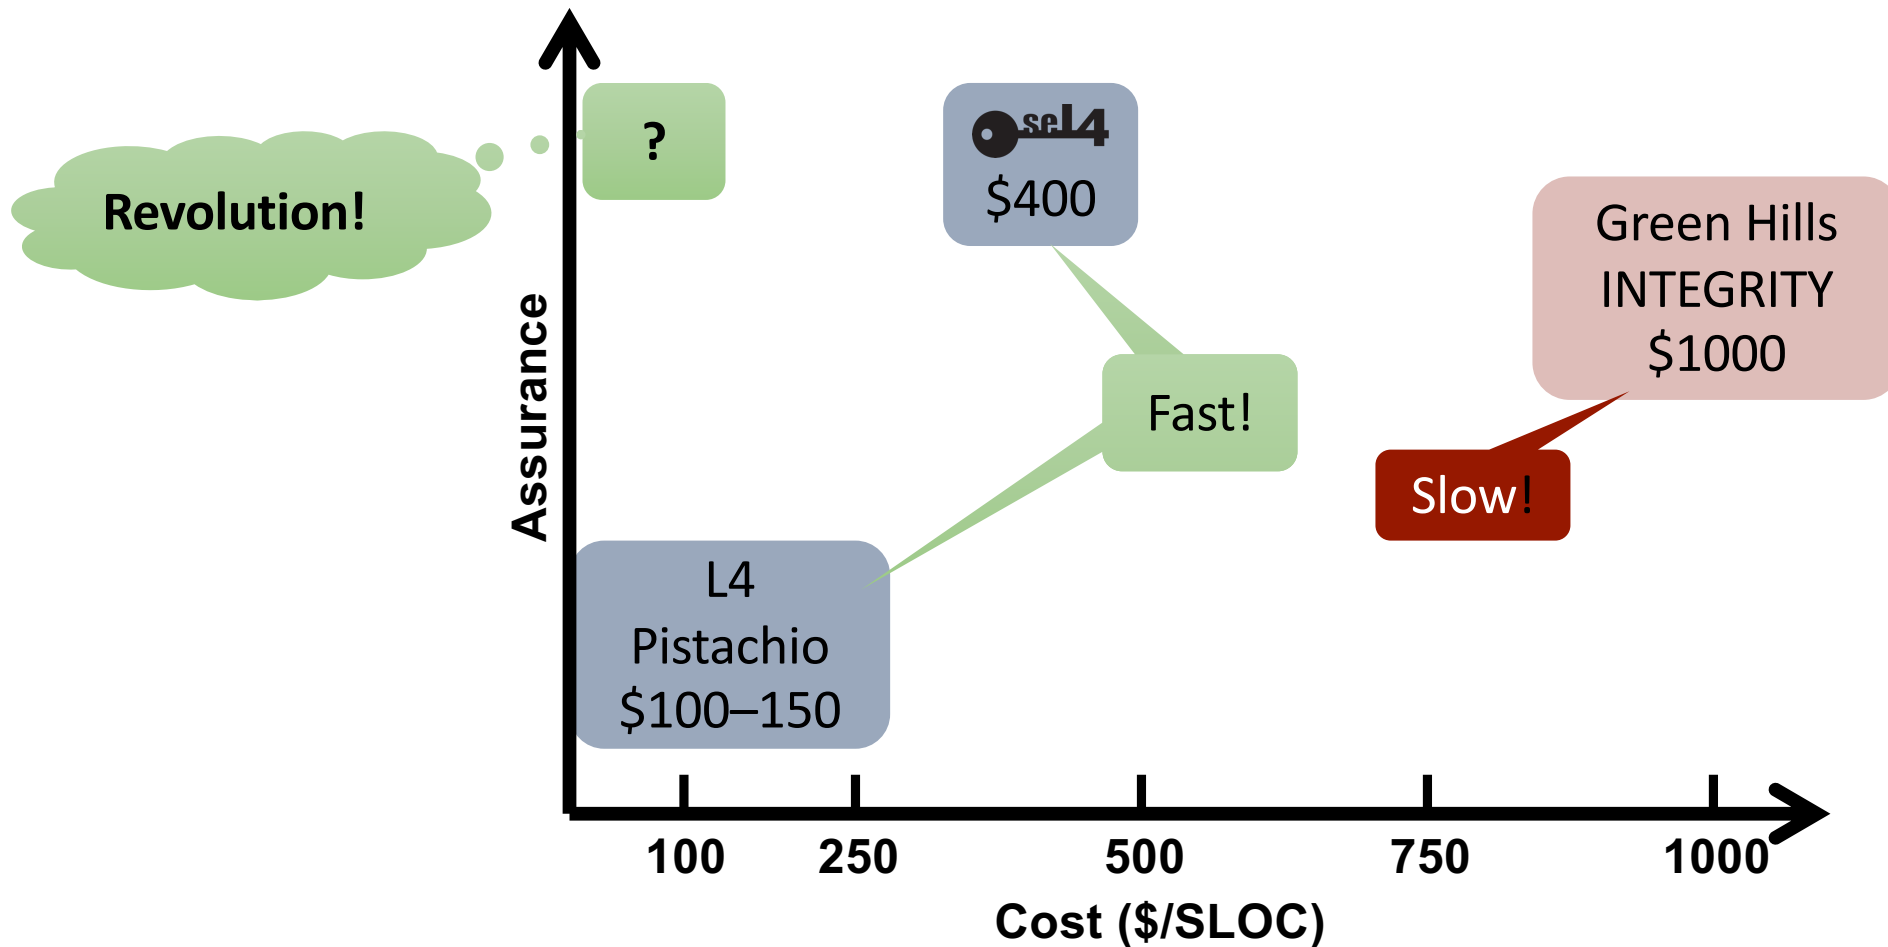 Revolution!
?
seL4
$400
Green Hills
INTEGRITY
$1000
Fast!
Slow!
L4
Pistachio
$100–150
Assurance
100
250
500
750
1000
Cost ($/SLOC)